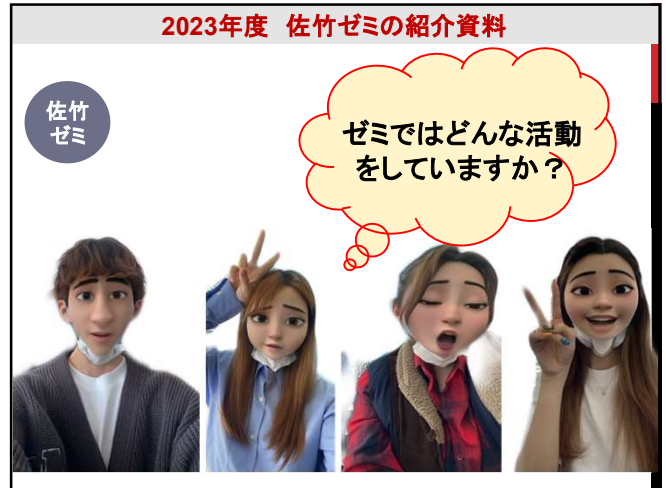 2023年度 佐竹ゼミの紹介資料
佐竹
ゼミ
ゼミではどんな活動
をしていますか？